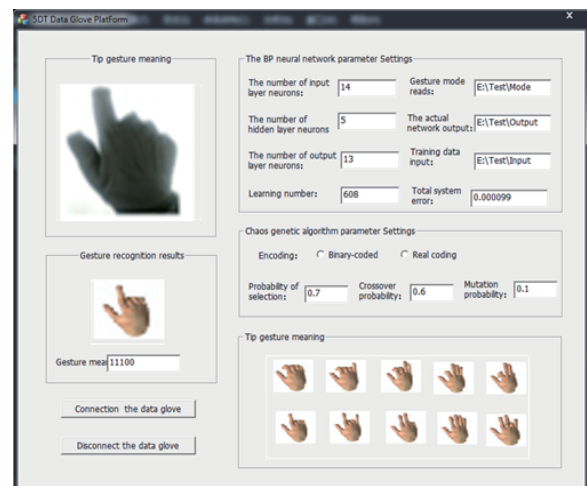 5DT Data Glove PlatForm
x
Tip gesture meaning
The BP neural network parameter Settings
The number of input
layer neurons:
14
Gesture mode
reads:
E:\Test\Mode
The number of
hidden layer neurons
5
The actual
network output:
E:\Test\Output
The number of output
layer neurons:
13
Training data
input:
E:\Test\Input
Learning number:
608
Total system
error:
0.000099
Chaos genetic algorithm parameter Settings
Encoding:
Binary-coded
Real coding
Probability of
selection:
0.7
Crossover
probability:
0.6
Mutation
probability:
0.1
Gesture recognition results
Gesture mea
11100
Connection the data glove
Disconnect the data glove
Tip gesture meaning